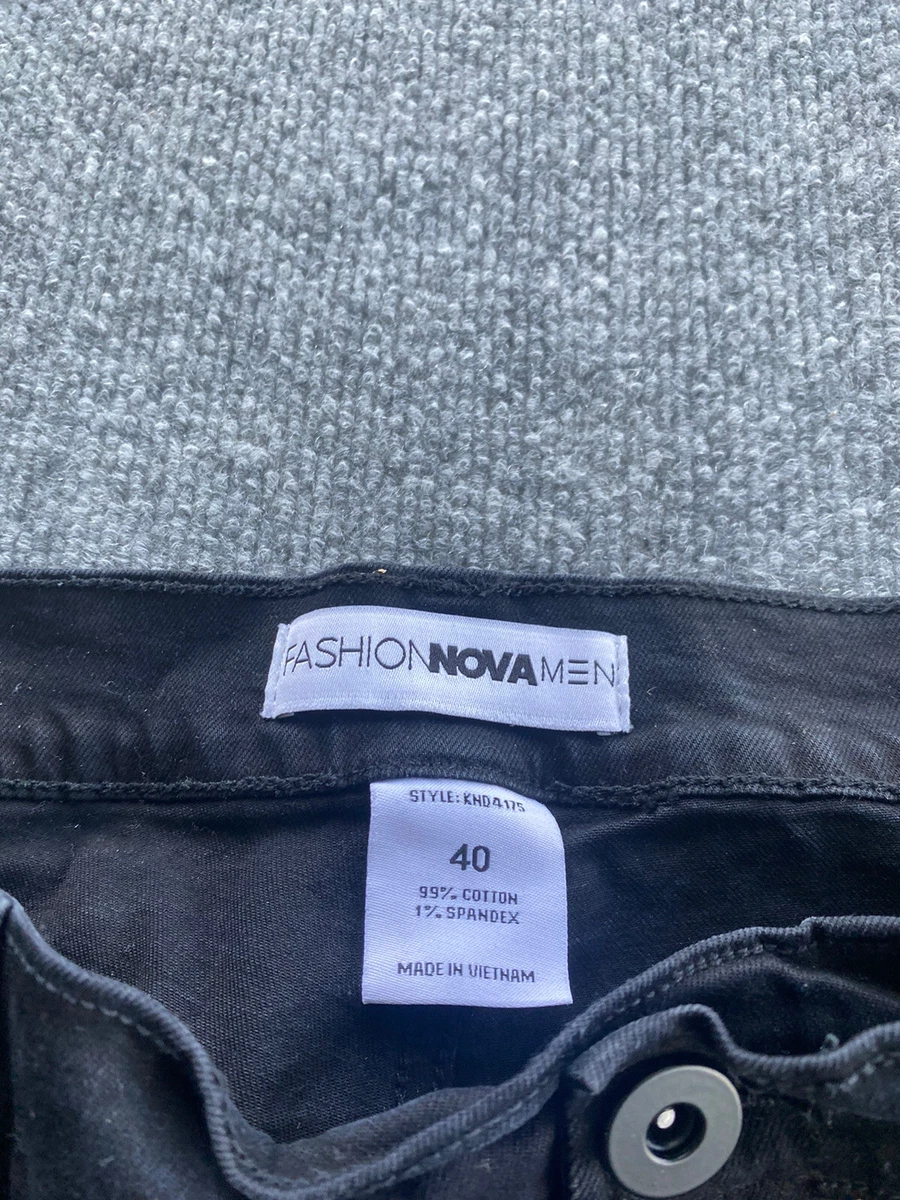 FASHIONNOVAMEN
STYLE: KND4175
40
99% COTTON
1% SPANDEX
MADE IN VIETNAM